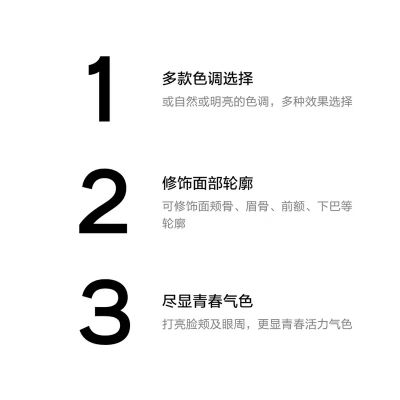 1
多款色调选择
或自然或明亮的色调，多种效果选择
2
修饰面部轮廓
可修饰面颊骨、眉骨、前额、下巴等
轮廓
3
尽显青春气色
打亮脸颊及眼周，更显青春活力气色